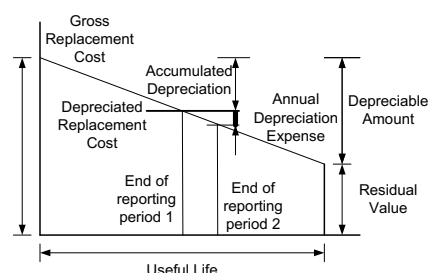 Gross
Replacement
Cost
Accumulated
Depreciation
Depreciated
Replacement
Cost
Annual
Depreciation
Expense
Depreciable
Amount
End of
reporting
period 1
End of
reporting
period 2
Residual
Value
Useful Life